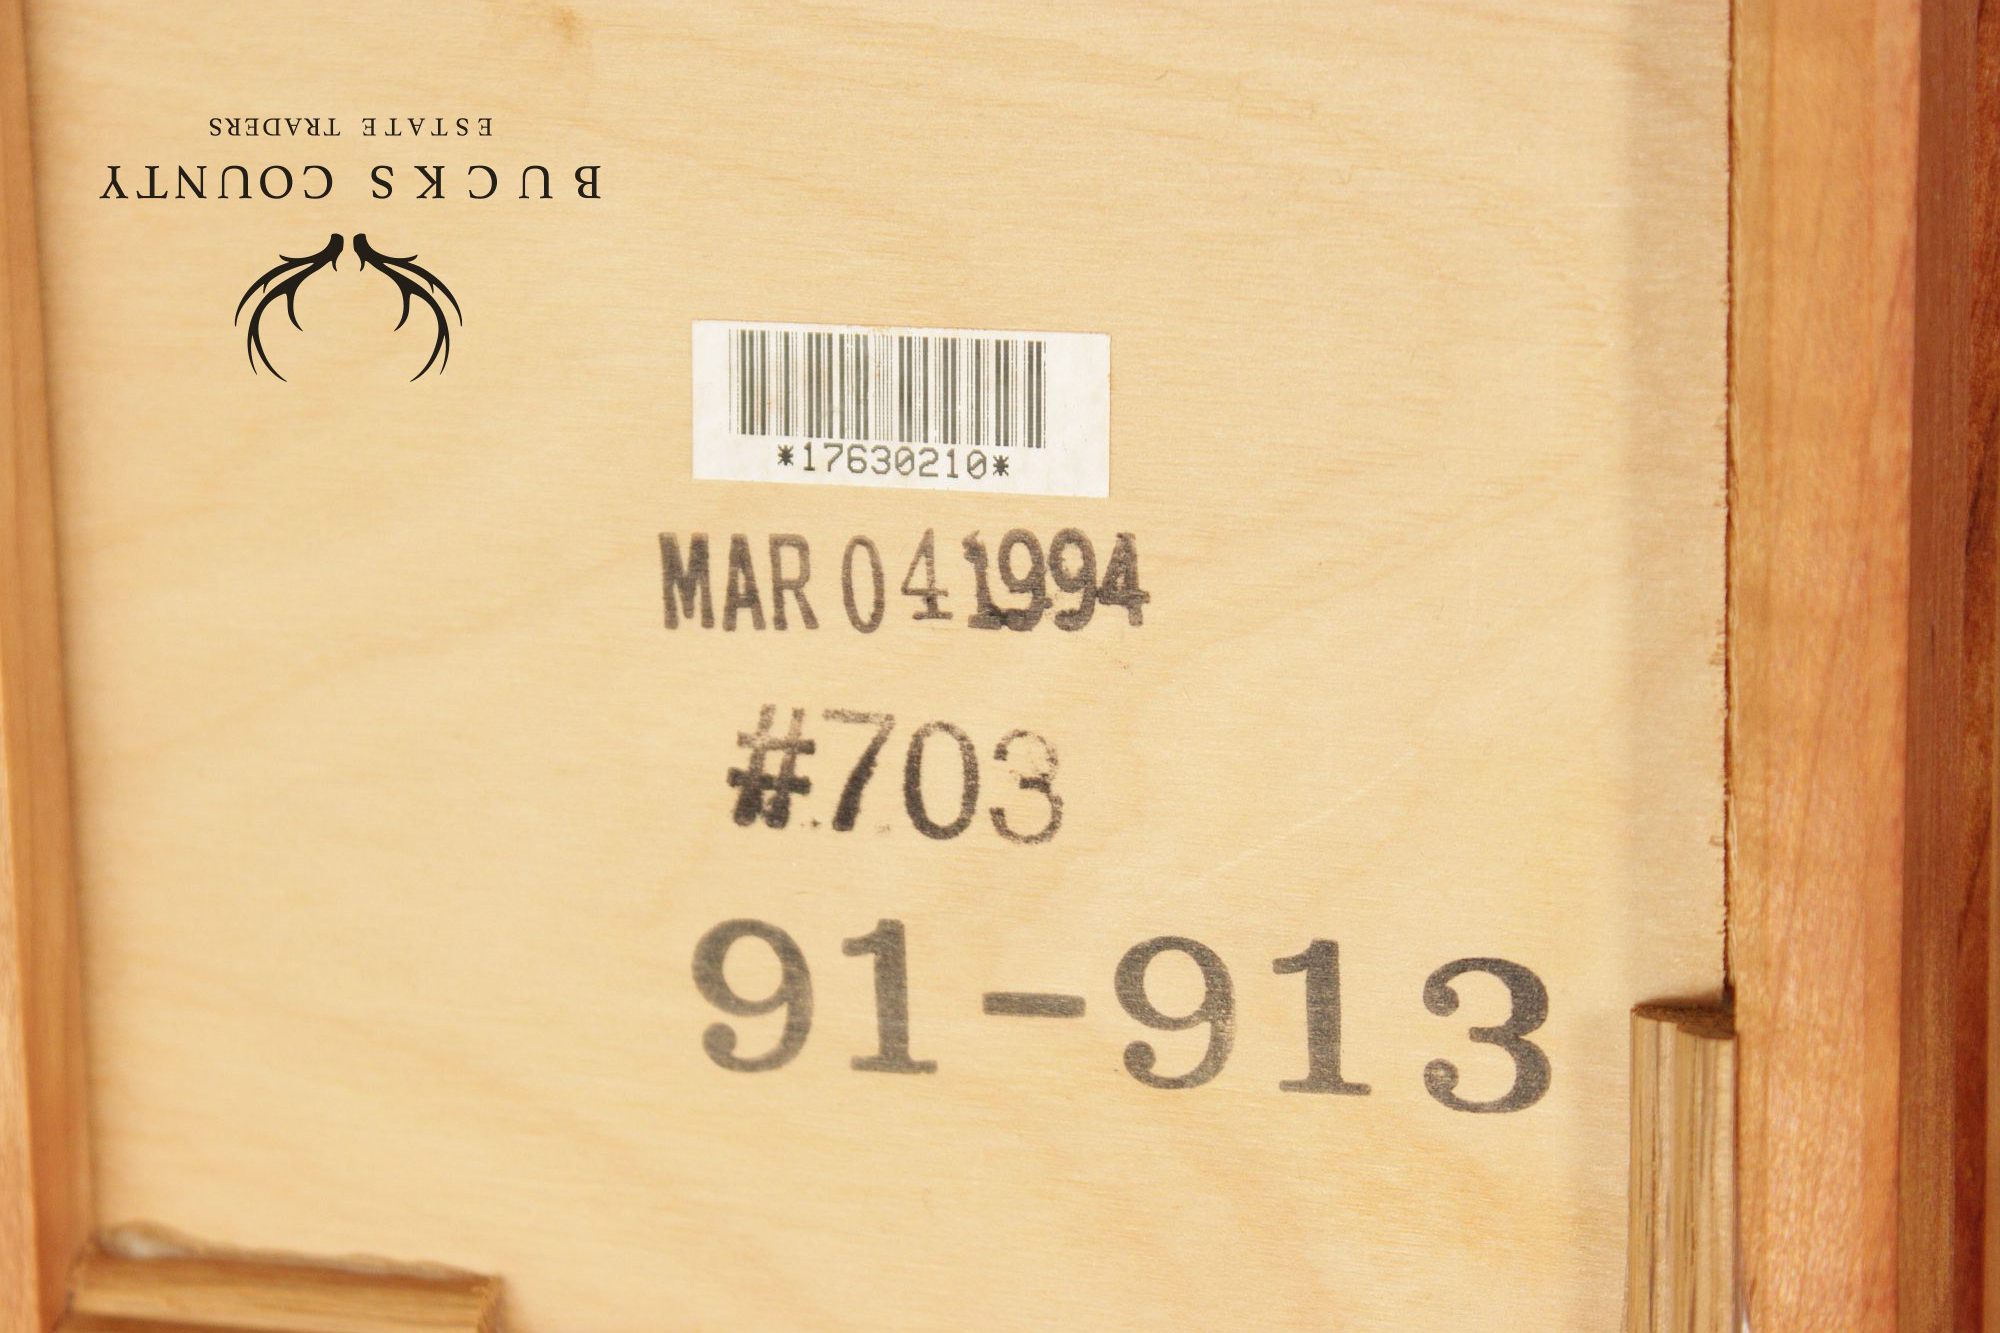 BUCKS COUNTY
ESTATE TRADERS
*17630210*
MAR 04 1994
#703
91-913